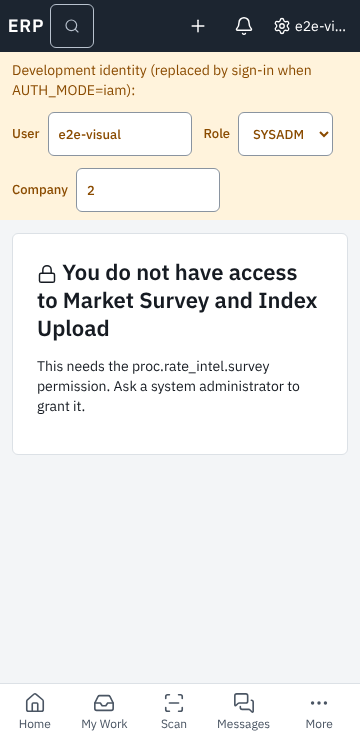 ERP
e2e-vi...
Development identity (replaced by sign-in when
AUTH_MODE=iam):
User e2e-visual Role SYSADM
Company 2
You do not have access
to Market Survey and Index
Upload
This needs the proc.rate_intel.survey
permission. Ask a system administrator to
grant it.
Home My Work Scan Messages More